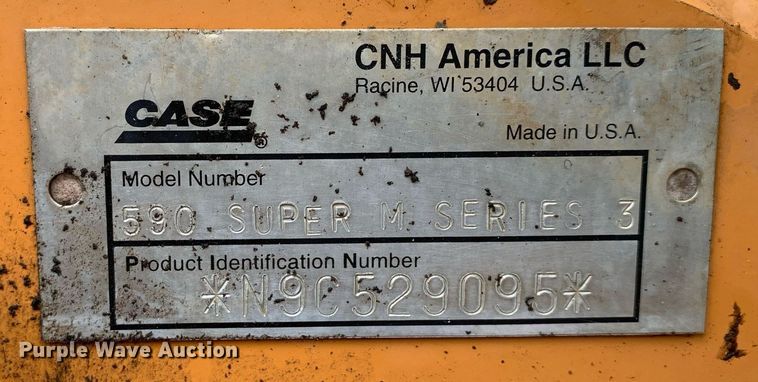 CNH America LLC
Racine, WI 53404 U.S.A.
CASE®
Made in U.S.A.
Model Number
590 SUPER M SERIES 3
Product Identification Number
*N9C529095*
Purple Wave Auction